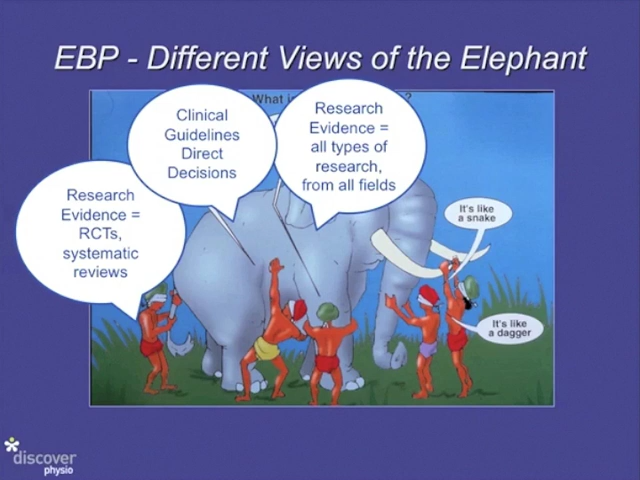 EBP - Different Views of the Elephant
What i
?
Clinical
Guidelines
Direct
Decisions
Research
Evidence =
all types of
research,
from all fields
Research
Evidence =
RCTs,
systematic
reviews
It's like
a snake
It's like
a dagger
discover
physio